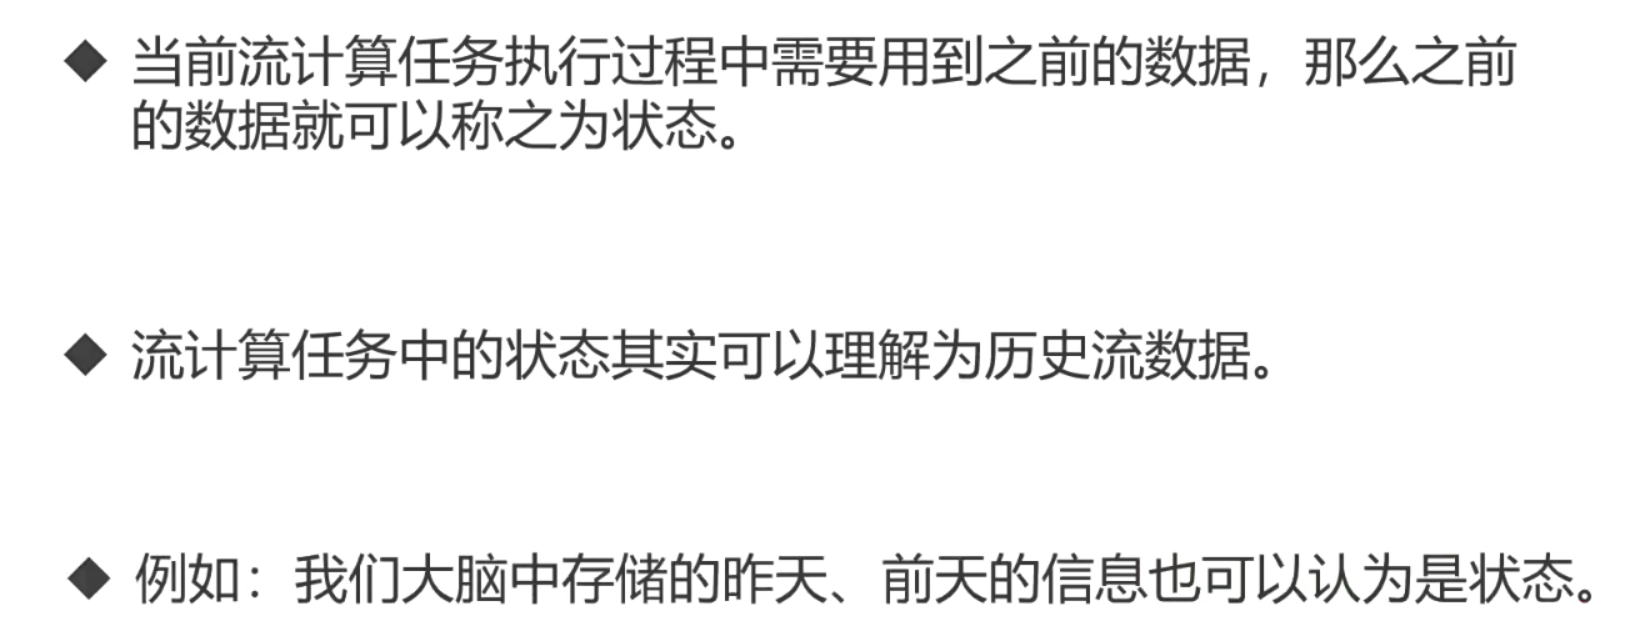 ◆ 当前流计算任务执行过程中需要用到之前的数据，那么之前
的数据就可以称之为状态。
◆ 流计算任务中的状态其实可以理解为历史流数据。
◆ 例如：我们大脑中存储的昨天、前天的信息也可以认为是状态。